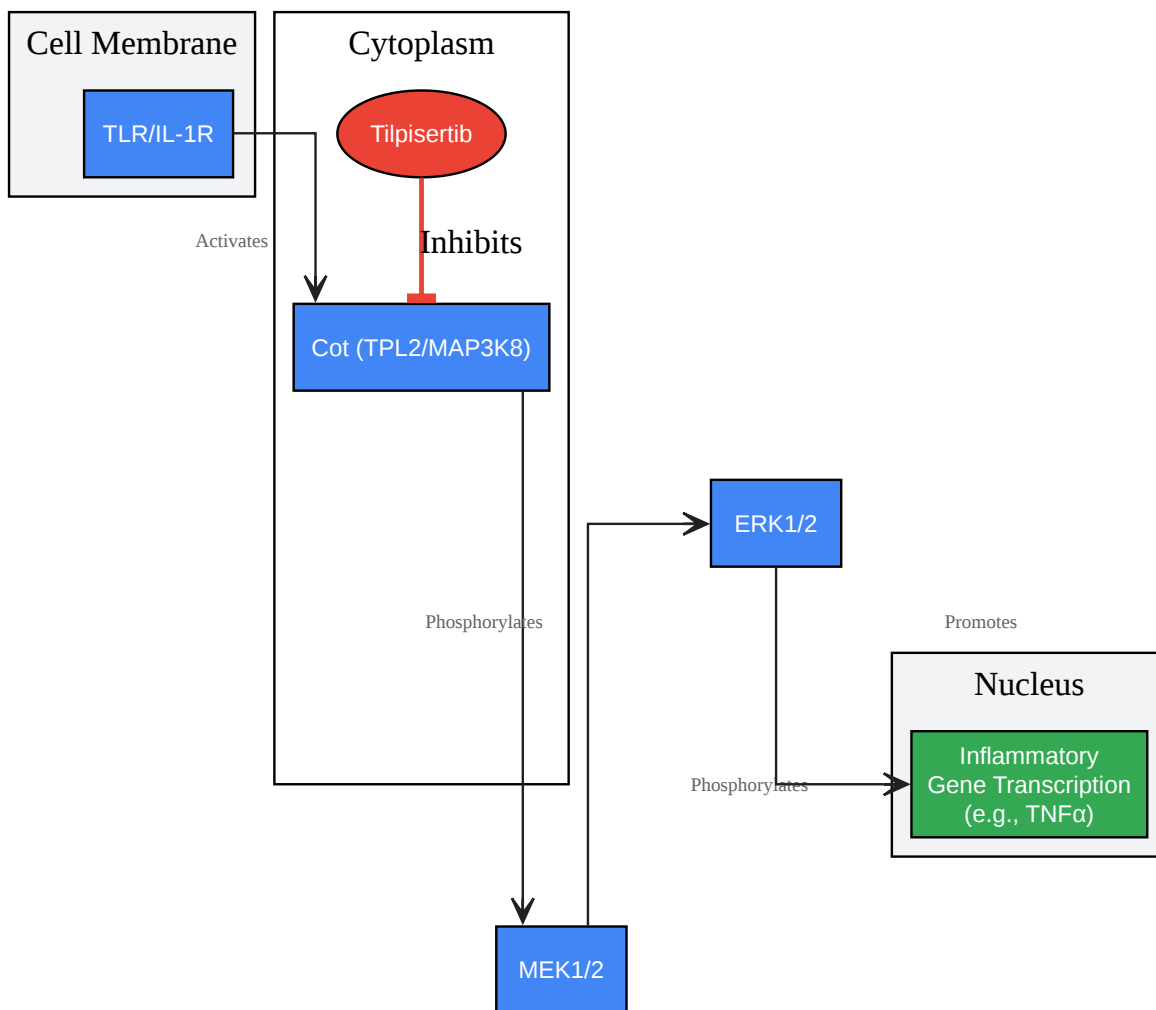 Cell Membrane
Cytoplasm
TLR/IL-1R
Tilpisertib
Activates
Inhibits
Cot (TPL2/MAP3K8)
ERK1/2
Phosphorylates
Promotes
Nucleus
Inflammatory
Gene Transcription
(e.g., TNFα)
Phosphorylates
MEK1/2